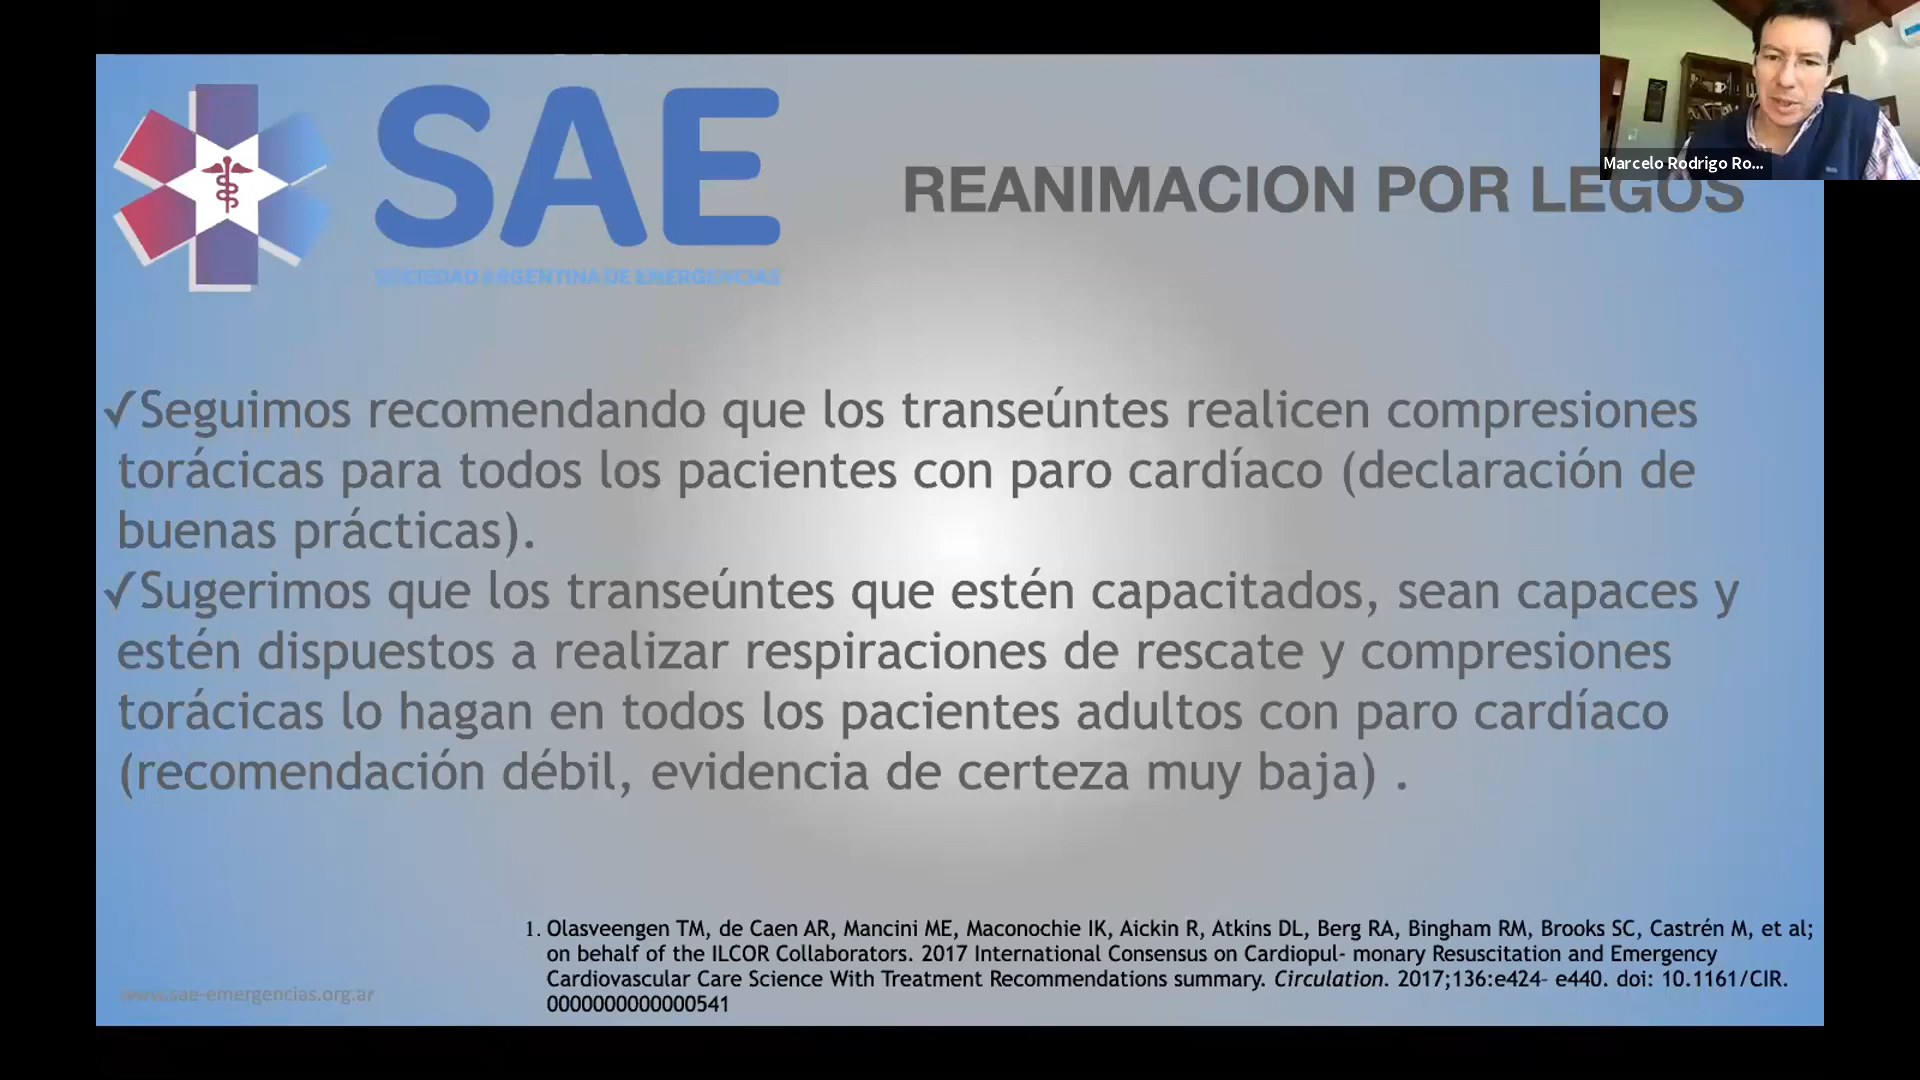 SAE
SOCIEDAD ARGENTINA DE EMERGENCIAS
Marcelo Rodrigo Ro...
REANIMACION POR LEGOS
✓Seguimos recomendando que los transeúntes realicen compresiones
torácicas para todos los pacientes con paro cardíaco (declaración de
buenas prácticas).
✓Sugerimos que los transeúntes que estén capacitados, sean capaces y
estén dispuestos a realizar respiraciones de rescate y compresiones
torácicas lo hagan en todos los pacientes adultos con paro cardíaco
(recomendación débil, evidencia de certeza muy baja) .
1. Olasveengen TM, de Caen AR, Mancini ME, Maconochie IK, Aickin R, Atkins DL, Berg RA, Bingham RM, Brooks SC, Castrén M, et al;
on behalf of the ILCOR Collaborators. 2017 International Consensus on Cardiopul- monary Resuscitation and Emergency
Cardiovascular Care Science With Treatment Recommendations summary. Circulation. 2017;136:e424– e440. doi: 10.1161/CIR.
0000000000000541
www.sae-emergencias.org.ar